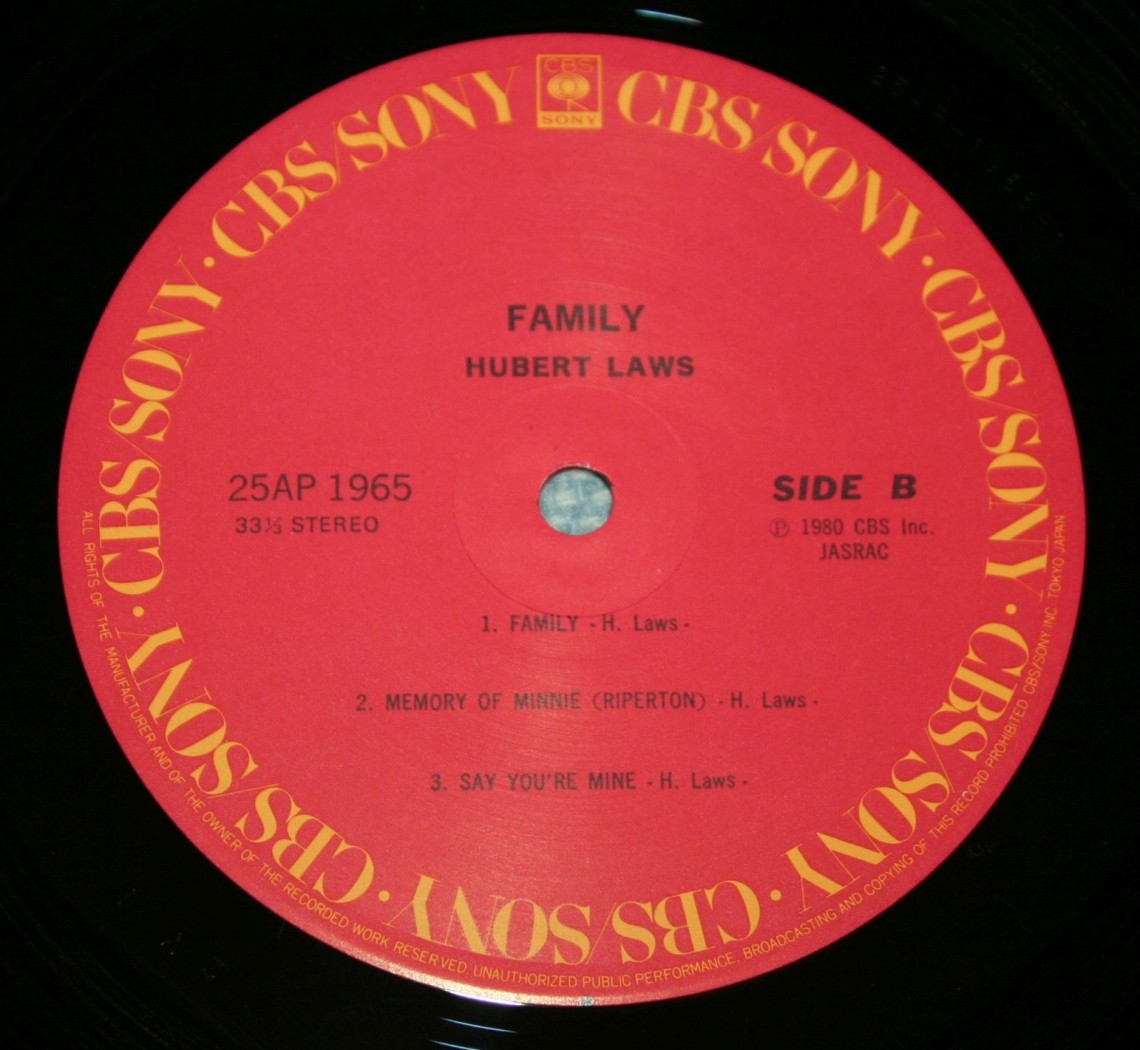 CBS
SONY
CBS/SONY · CBS/SONY · CBS/SONY · CBS/SONY · CBS/SONY · CBS/SONY · CBS/SONY · CBS/SONY
FAMILY
HUBERT LAWS
25AP 1965
33⅓ STEREO
SIDE B
℗ 1980 CBS Inc.
JASRAC
1. FAMILY - H. Laws -
2. MEMORY OF MINNIE (RIPERTON) - H. Laws -
3. SAY YOU'RE MINE - H. Laws -
ALL RIGHTS OF THE MANUFACTURER AND OF THE OWNER OF THE RECORDED WORK RESERVED. UNAUTHORIZED PUBLIC PERFORMANCE. BROADCASTING AND COPYING OF THIS RECORD PROHIBITED CBS/SONY INC. TOKYO JAPAN